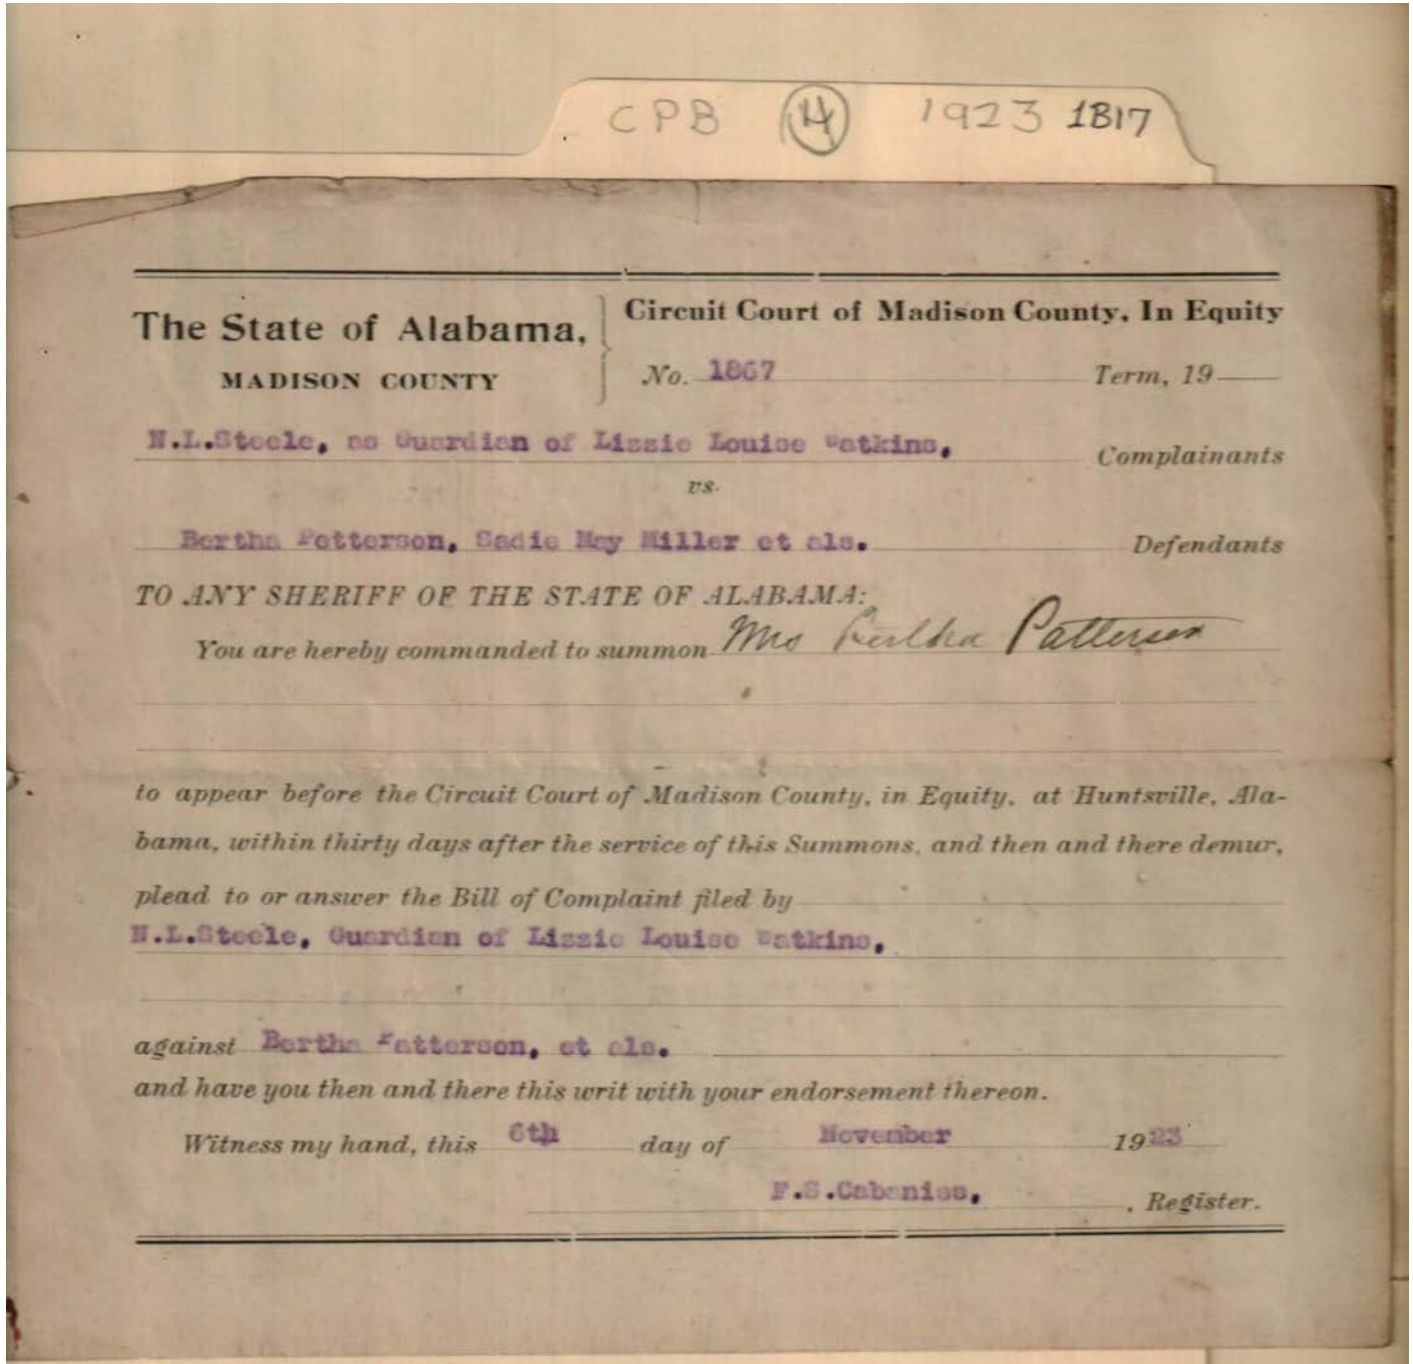 CPB 4 1923 1817
The State of Alabama,
MADISON COUNTY
Circuit Court of Madison County, In Equity
No. 1867 Term, 19
N.L.Steele, as Guardian of Lizzie Louise Watkins, Complainants
vs.
Bertha Patterson, Sadie May Miller et als. Defendants
TO ANY SHERIFF OF THE STATE OF ALABAMA:
You are hereby commanded to summon Mrs Bertha Patterson
to appear before the Circuit Court of Madison County, in Equity, at Huntsville, Ala-
bama, within thirty days after the service of this Summons, and then and there demur,
plead to or answer the Bill of Complaint filed by
N.L.Steele, Guardian of Lizzie Louise Watkins,
against Bertha Patterson, et als.
and have you then and there this writ with your endorsement thereon.
Witness my hand, this 6th day of November 1923
F.S.Cabaniss, , Register.